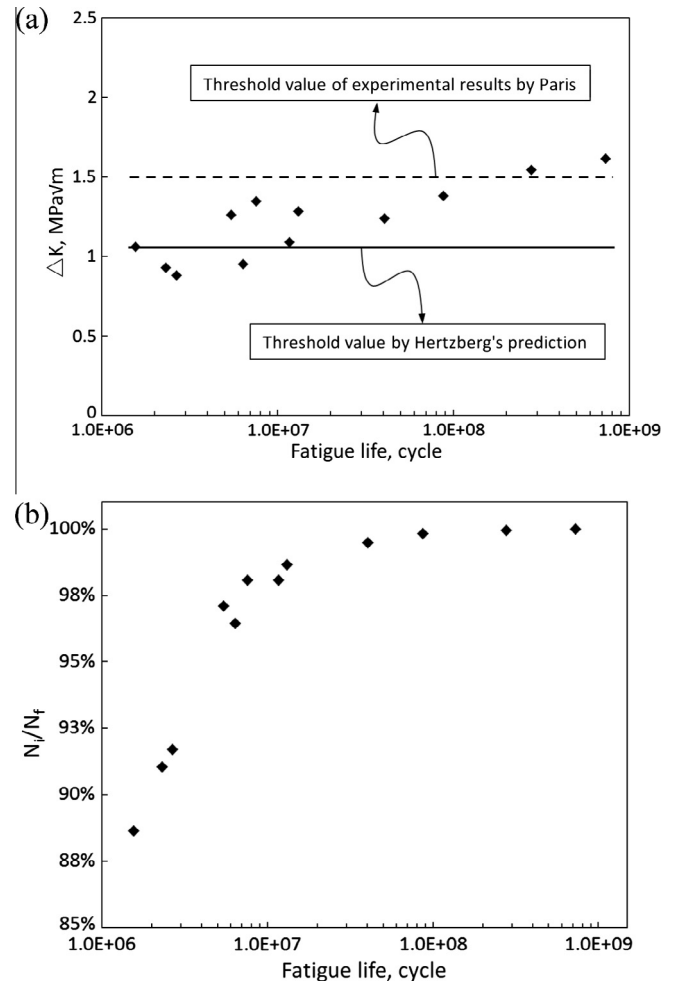 (a)
2.5
2
1.5
1
0.5
0
△K, MPa√m
Threshold value of experimental results by Paris
Threshold value by Hertzberg's prediction
1.0E+06 1.0E+07 1.0E+08 1.0E+09
Fatigue life, cycle
(b)
100%
98%
95%
93%
90%
88%
85%
Ni/Nf
1.0E+06 1.0E+07 1.0E+08 1.0E+09
Fatigue life, cycle